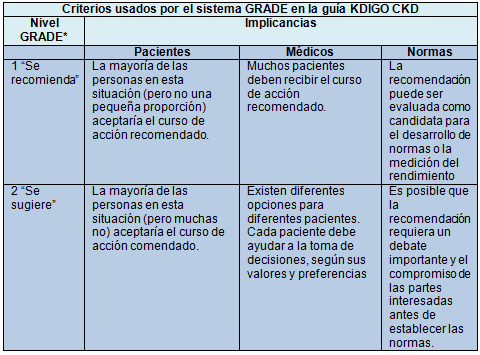 Criterios usados por el sistema GRADE en la guía KDIGO CKD
Nivel
GRADE*
Implicancias
Pacientes
Médicos
Normas
1 “Se
recomienda”
La mayoría de las
personas en esta
situación (pero no una
pequeña proporción)
aceptaría el curso de
acción recomendado.
Muchos pacientes
deben recibir el curso
de acción
recomendado.
La
recomendación
puede ser
evaluada como
candidata para
el desarrollo de
normas o la
medición del
rendimiento
2 “Se
sugiere”
La mayoría de las
personas en esta
situación (pero muchas
no) aceptaría el curso de
acción comendado.
Existen diferentes
opciones para
diferentes pacientes.
Cada paciente debe
ayudar a la toma de
decisiones, según sus
valores y preferencias
Es posible que
la
recomendación
requiera un
debate
importante y el
compromiso de
las partes
interesadas
antes de
establecer las
normas.